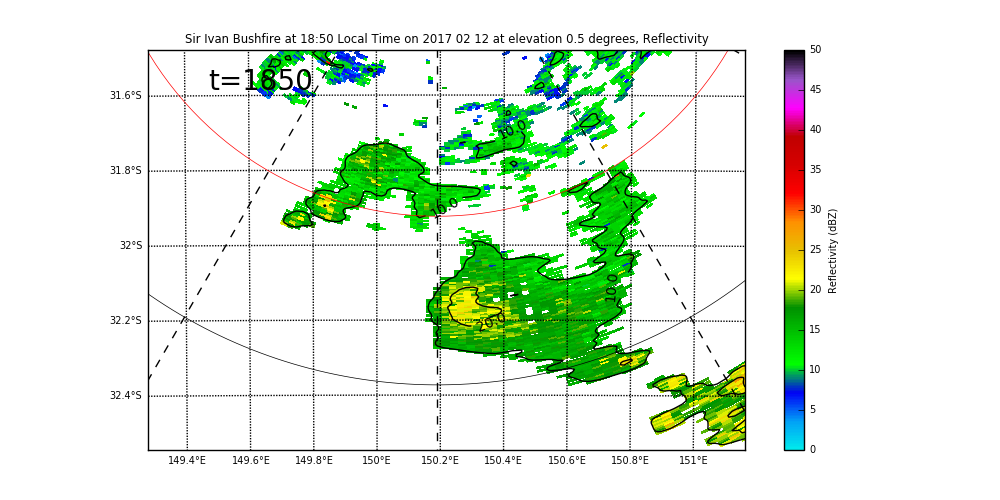 Sir Ivan Bushfire at 18:50 Local Time on 2017 02 12 at elevation 0.5 degrees, Reflectivity
t=1850
31.6°S
31.8°S
32°S
32.2°S
32.4°S
149.4°E 149.6°E 149.8°E 150°E 150.2°E 150.4°E 150.6°E 150.8°E 151°E
10.0
10.0
10.0
20.0
50
45
40
35
30
25
20
15
10
5
0
Reflectivity (dBZ)